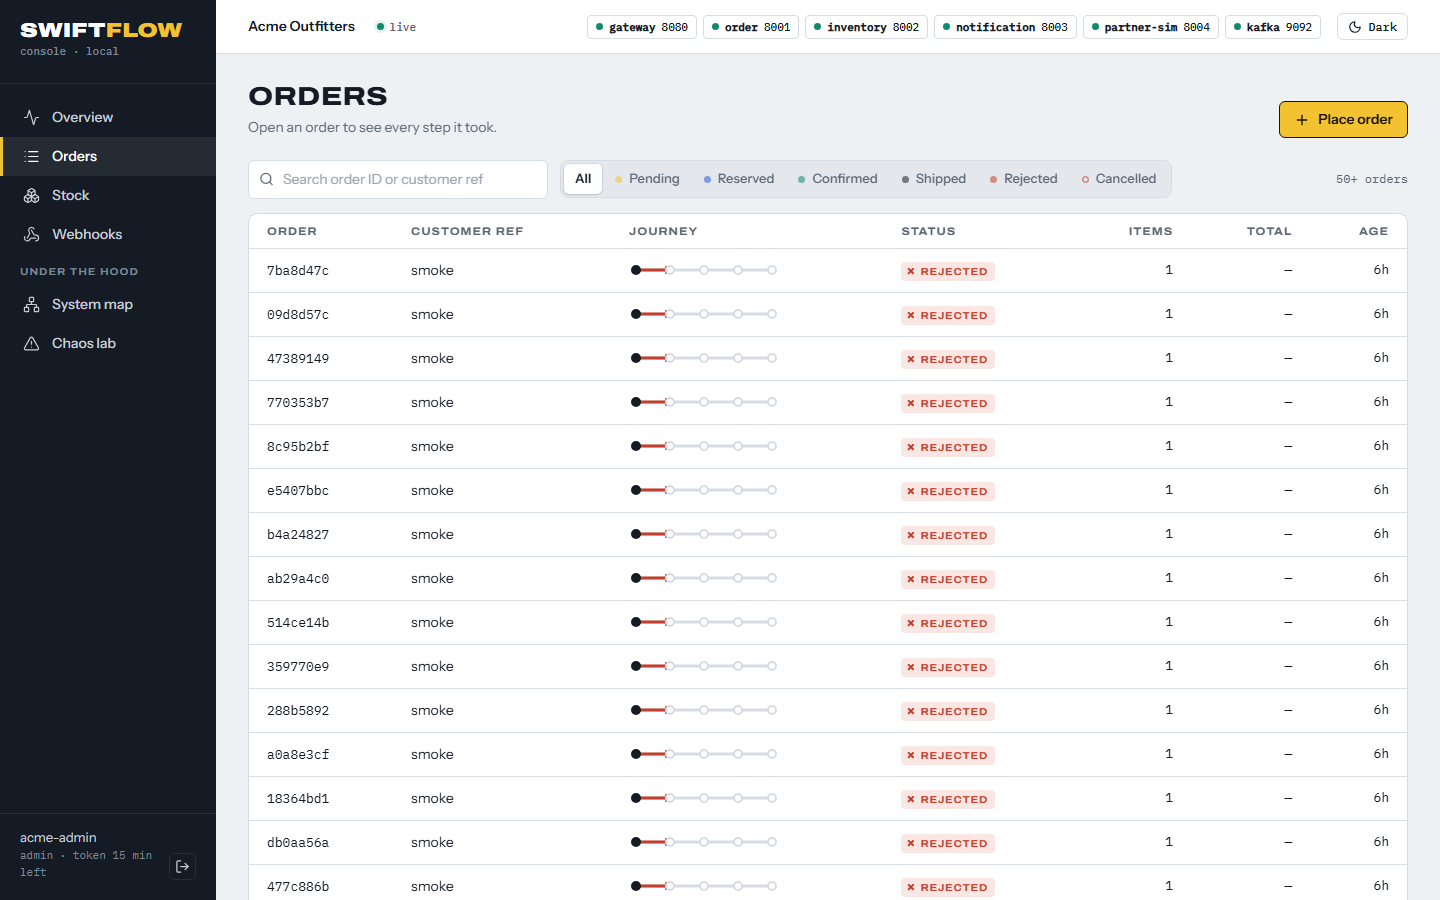 SWIFTFLOW
console · local
Overview
Orders
Stock
Webhooks
UNDER THE HOOD
System map
Chaos lab
acme-admin
admin · token 15 min
left
Acme Outfitters live gateway 8080 order 8001 inventory 8002 notification 8003 partner-sim 8004 kafka 9092 Dark
ORDERS
Open an order to see every step it took.
+ Place order
Search order ID or customer ref All Pending Reserved Confirmed Shipped Rejected Cancelled 50+ orders
ORDER CUSTOMER REF JOURNEY STATUS ITEMS TOTAL AGE
7ba8d47c smoke × REJECTED 1 — 6h
09d8d57c smoke × REJECTED 1 — 6h
47389149 smoke × REJECTED 1 — 6h
770353b7 smoke × REJECTED 1 — 6h
8c95b2bf smoke × REJECTED 1 — 6h
e5407bbc smoke × REJECTED 1 — 6h
b4a24827 smoke × REJECTED 1 — 6h
ab29a4c0 smoke × REJECTED 1 — 6h
514ce14b smoke × REJECTED 1 — 6h
359770e9 smoke × REJECTED 1 — 6h
288b5892 smoke × REJECTED 1 — 6h
a0a8e3cf smoke × REJECTED 1 — 6h
18364bd1 smoke × REJECTED 1 — 6h
db0aa56a smoke × REJECTED 1 — 6h
477c886b smoke × REJECTED 1 — 6h